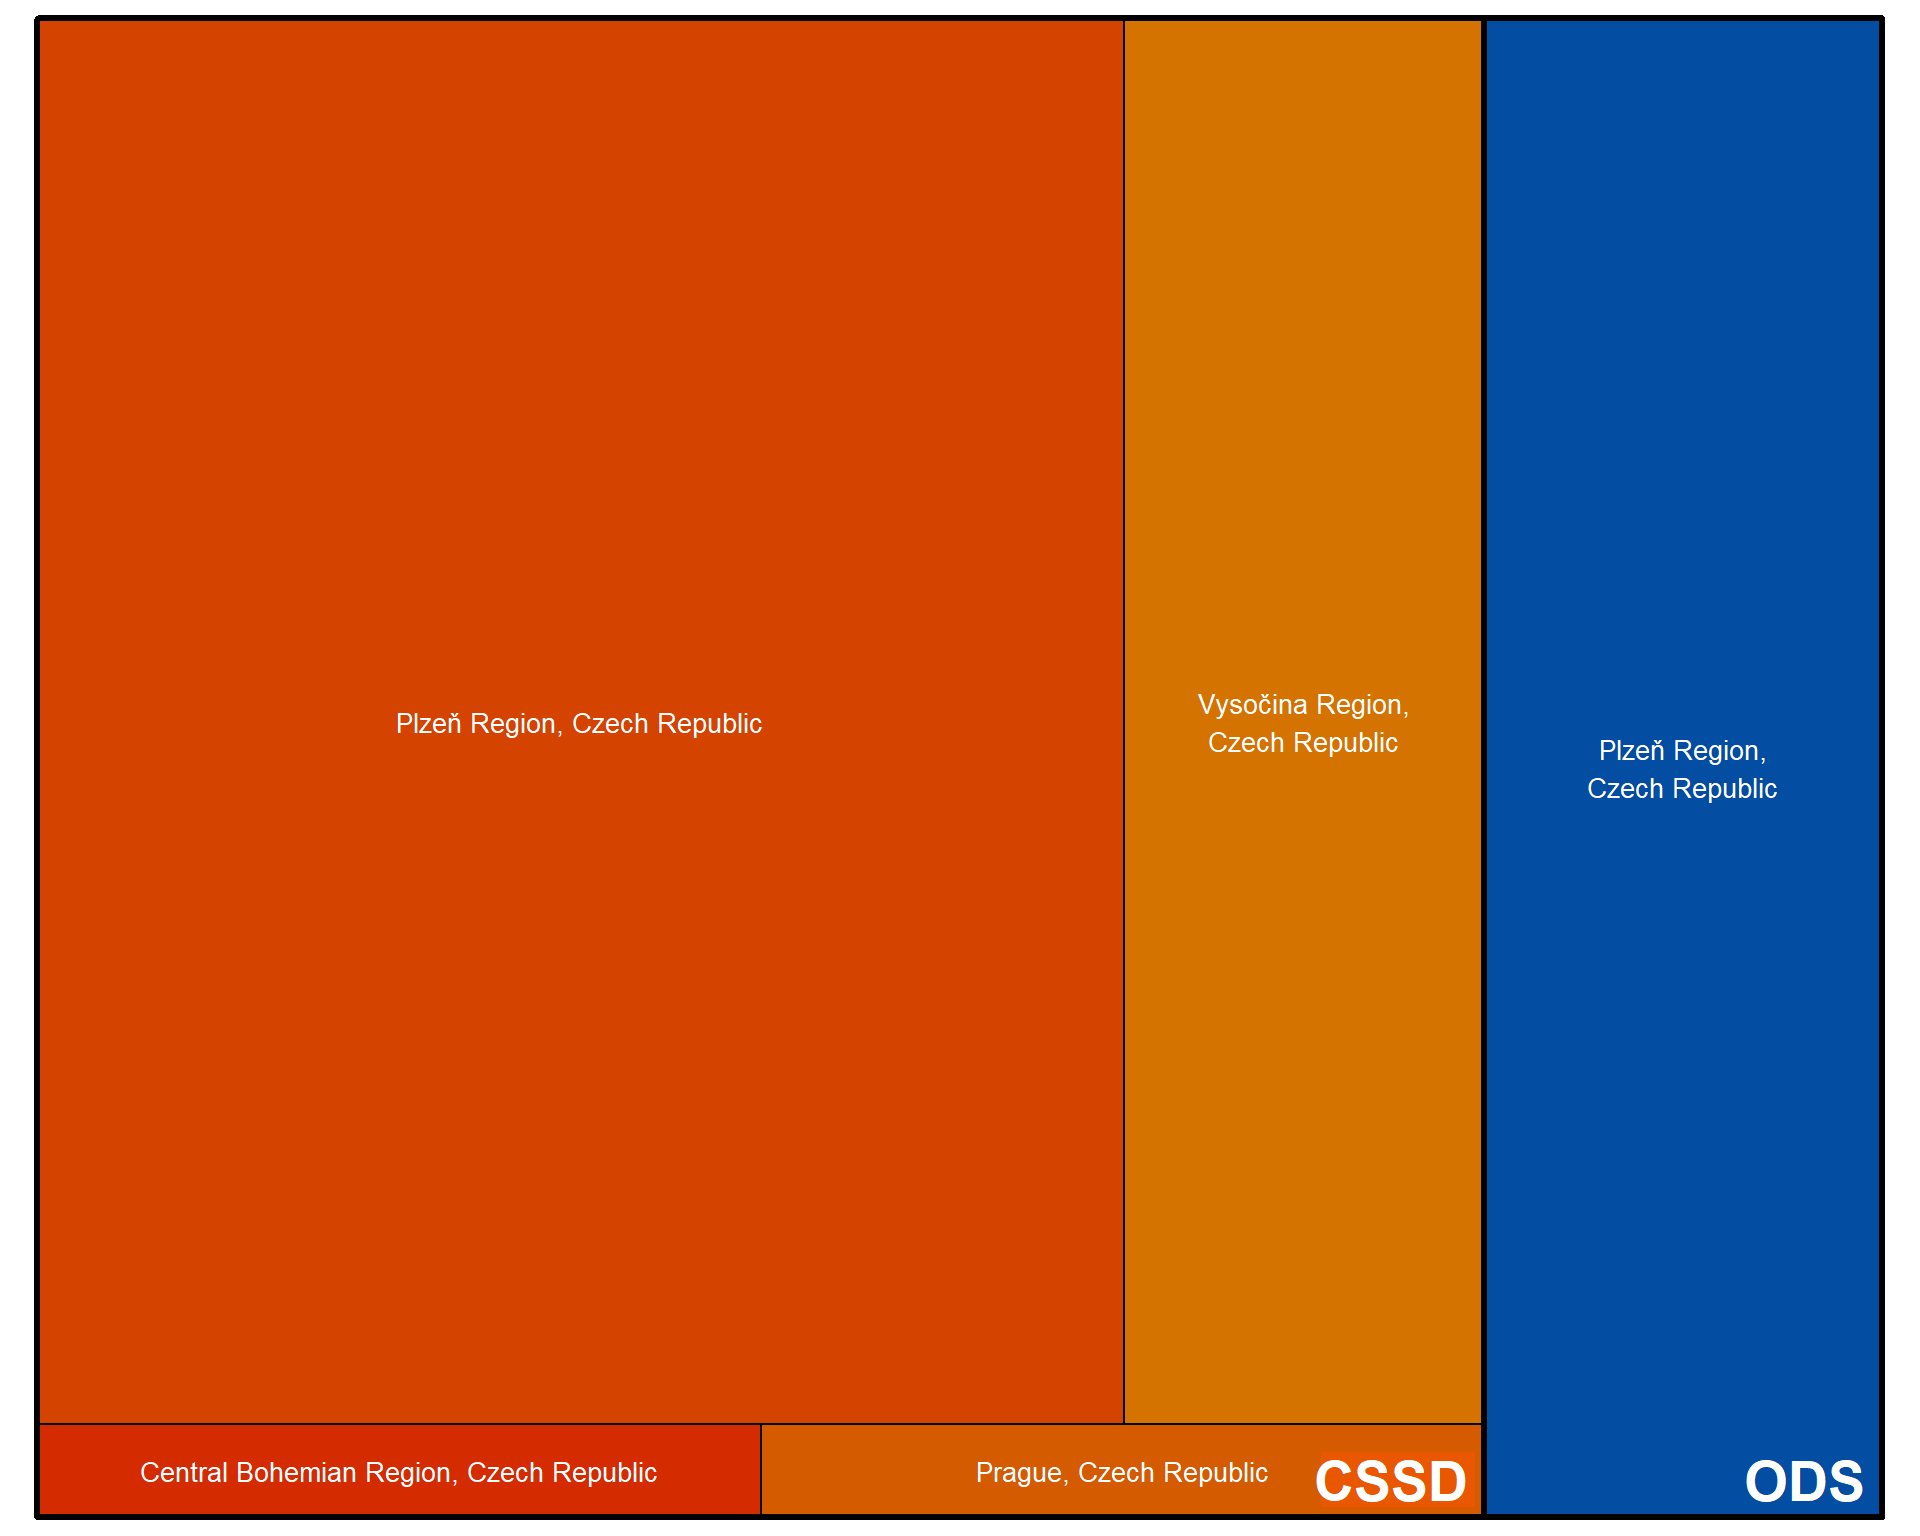 Plzeň Region, Czech Republic
Vysočina Region,
Czech Republic
Plzeň Region,
Czech Republic
Central Bohemian Region, Czech Republic
Prague, Czech Republic
CSSD
ODS